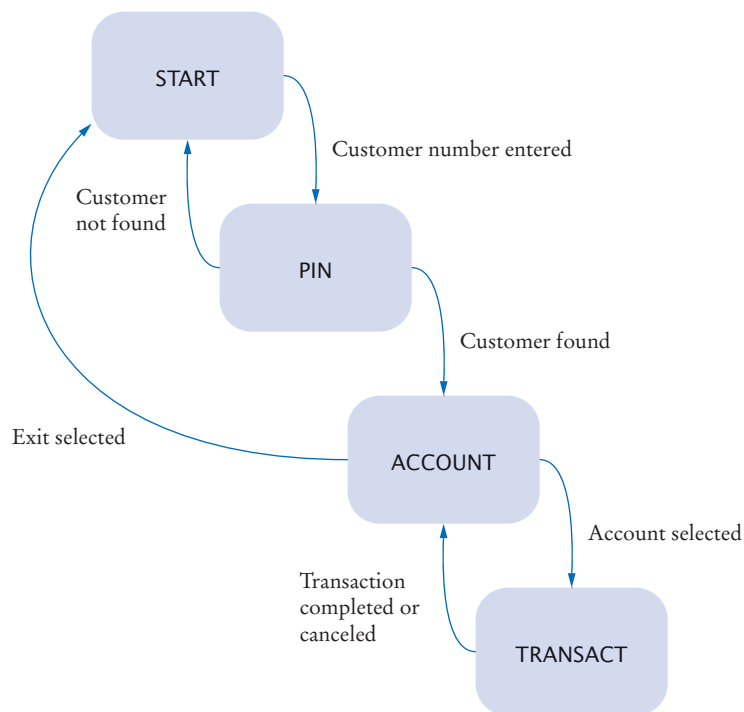 START
Customer number entered
Customer
not found
PIN
Customer found
Exit selected
ACCOUNT
Account selected
Transaction
completed or
canceled
TRANSACT